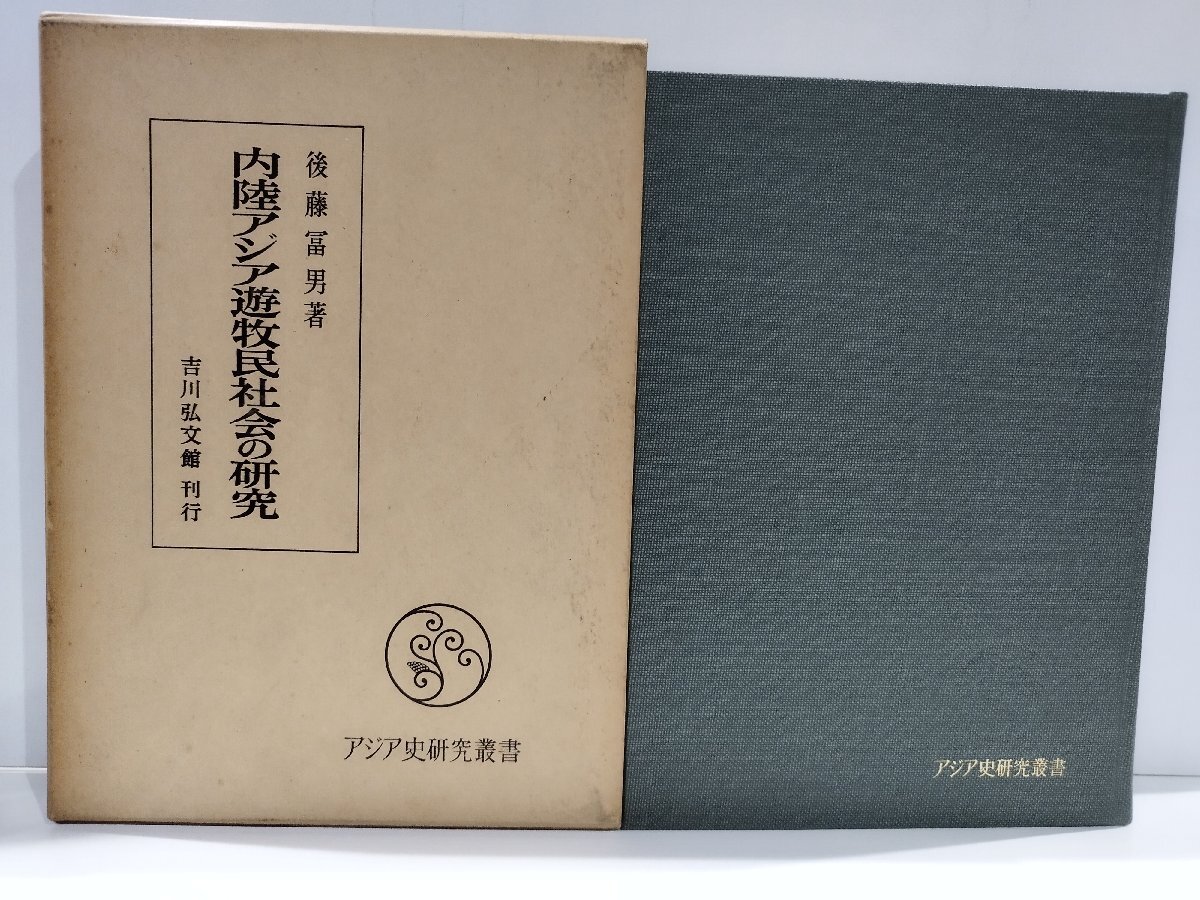 後藤冨男著
内陸アジア遊牧民社会の研究
吉川弘文館 刊行
アジア史研究叢書
アジア史研究叢書